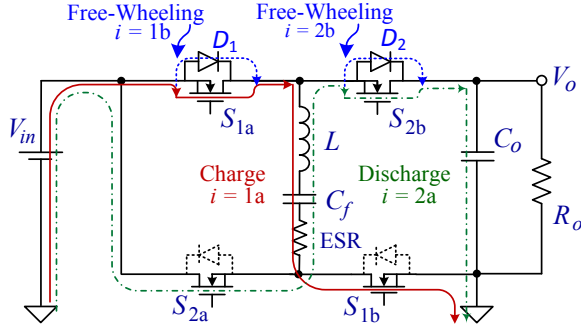 Free-Wheeling
i = 1b
Free-Wheeling
i = 2b
D1
D2
Vo
S1a
S2b
Vin
L
Co
Charge
i = 1a
Discharge
i = 2a
Cf
Ro
ESR
S2a
S1b